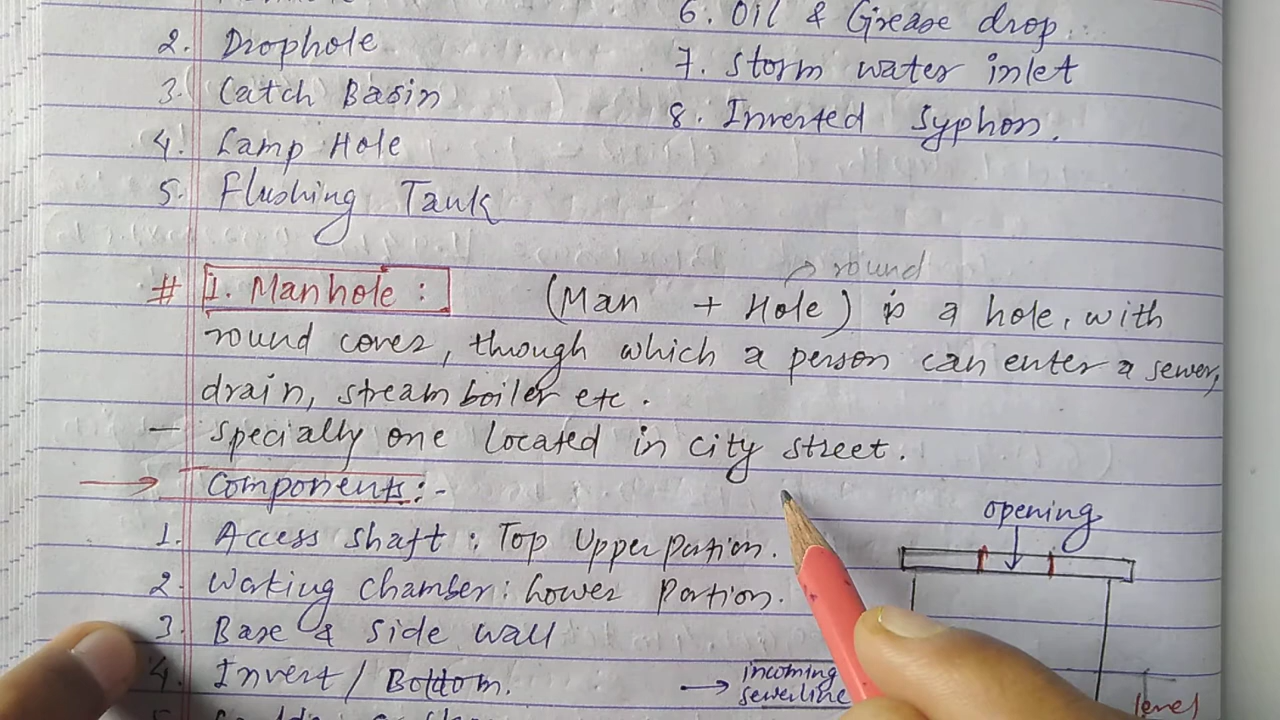 6. Oil & Grease drop.
2. Drophole
7. Storm water inlet
3. Catch Basin
8. Inverted Syphon.
4. Lamp Hole
5. Flushing Tank
round
# 1. Manhole : (Man + Hole) is a hole, with
round cover, though which a person can enter a sewer,
drain, stream boiler etc.
- specially one located in city street.
→ Components:-
opening
1. Access shaft : Top Upper portion.
2. Working chamber: Lower Portion.
3. Base & side wall
4. Invert / Bottom.
→ incoming
sewerline
level